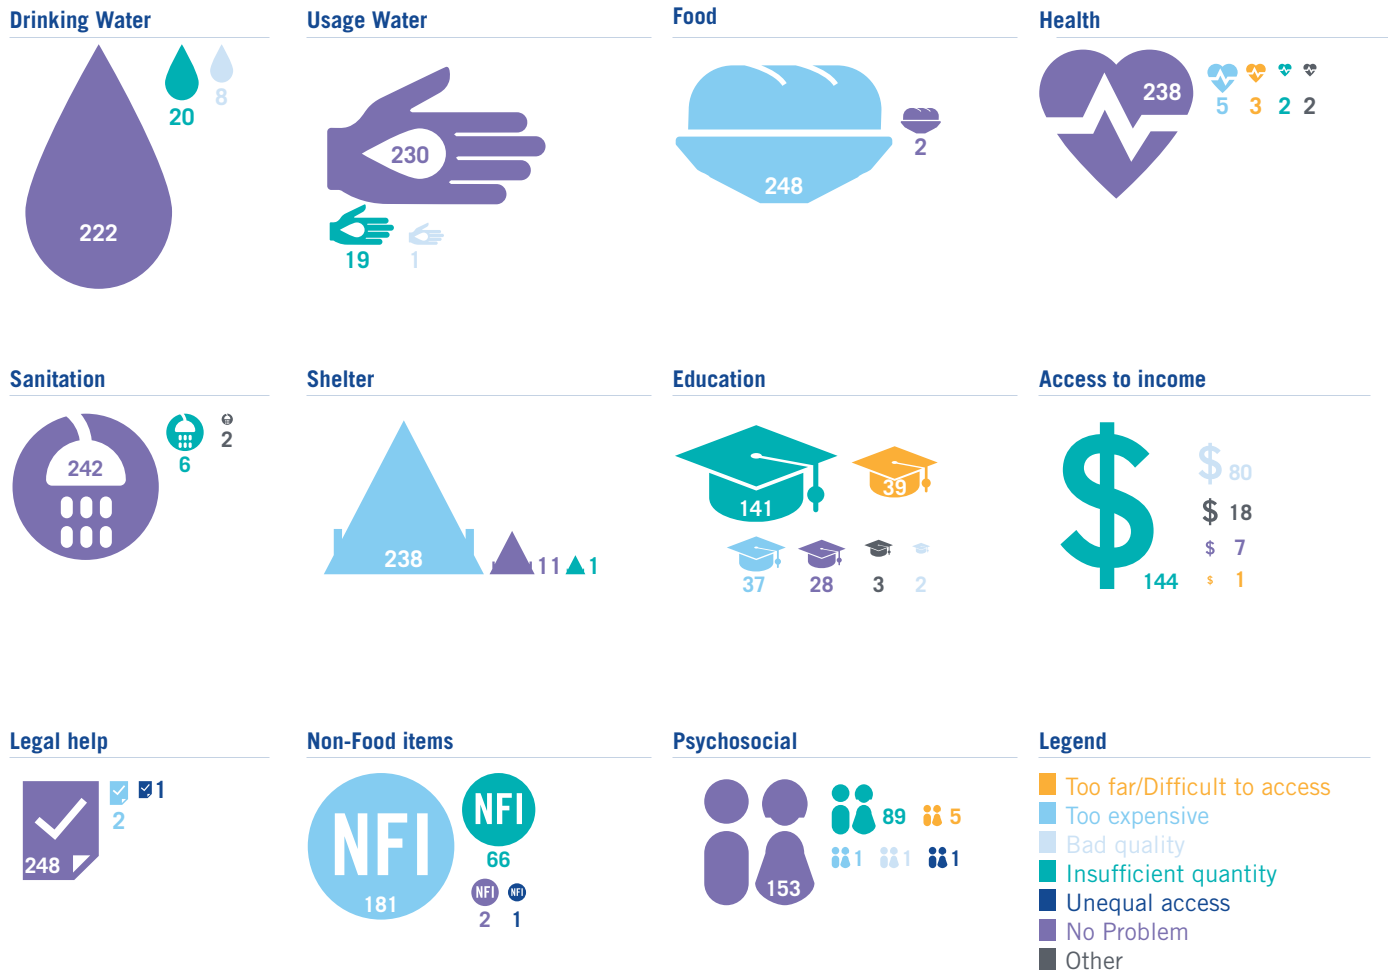 Drinking Water
222
20
8
Usage Water
230
19
1
Food
248
2
Health
238
5
3
2
2
Sanitation
242
6
2
Shelter
238
11
1
Education
141
39
37
28
3
2
Access to income
144
80
18
7
1
Legal help
248
2
1
Non-Food items
NFI
181
NFI
66
NFI
2
NFI
1
Psychosocial
153
89
5
1
1
1
Legend
Too far/Difficult to access
Too expensive
Bad quality
Insufficient quantity
Unequal access
No Problem
Other